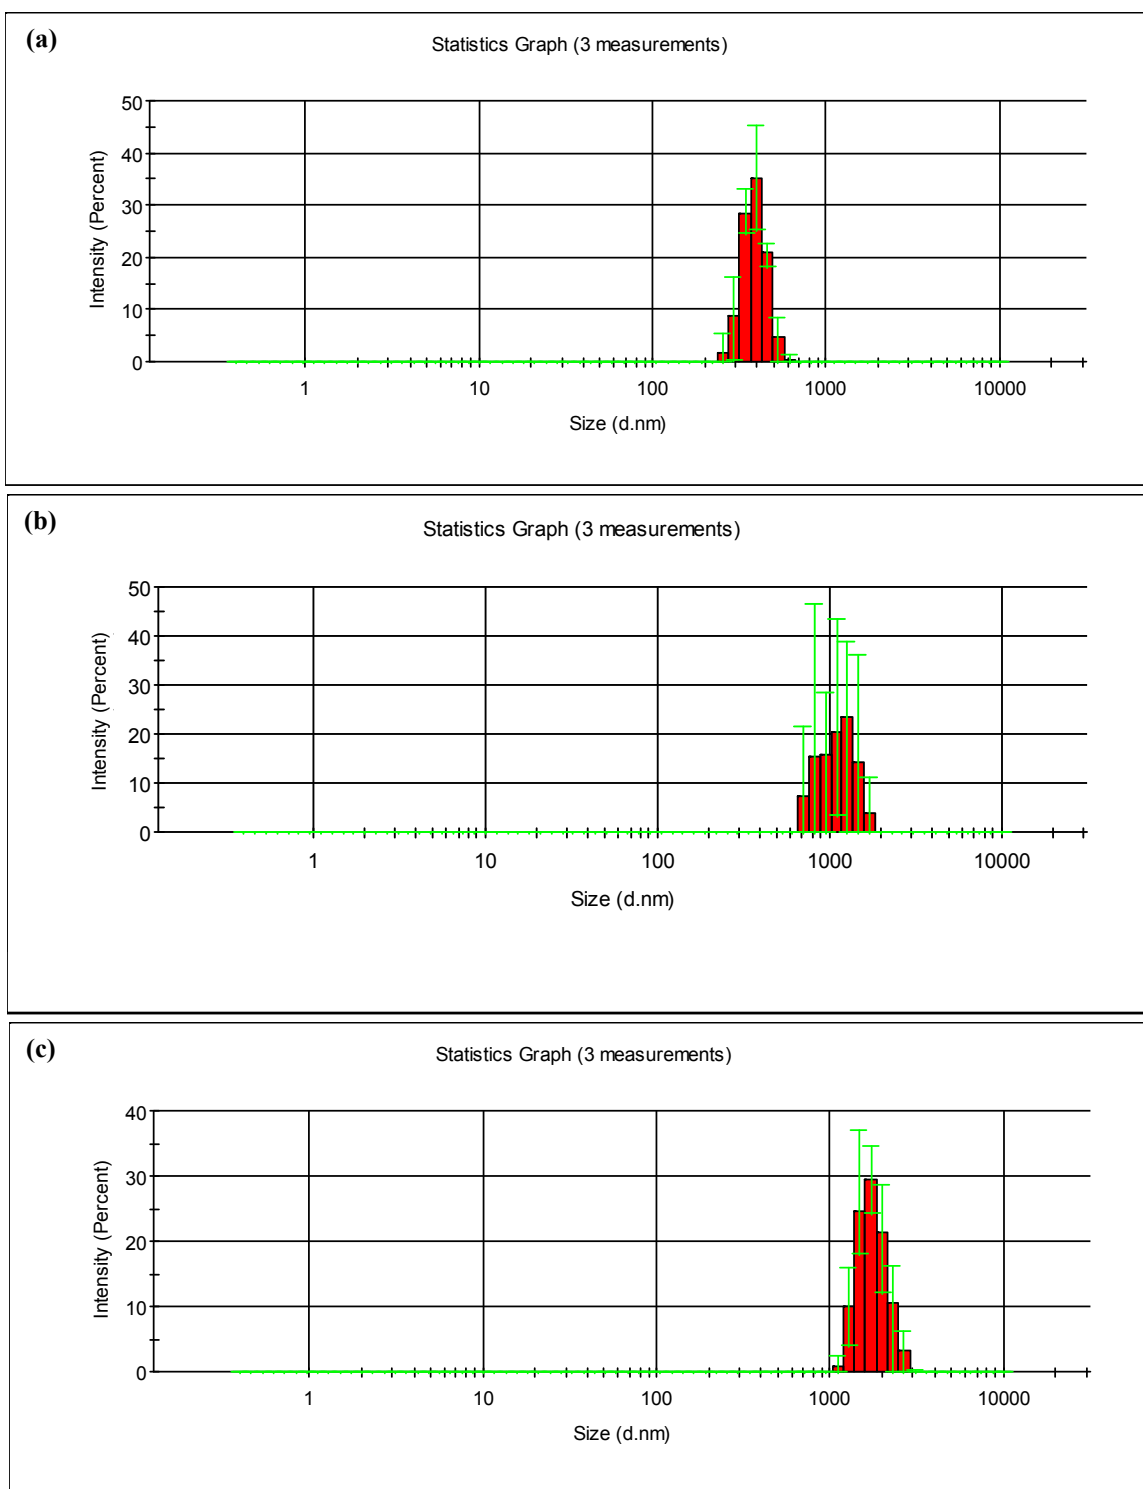 (a)
Statistics Graph (3 measurements)
50
40
30
20
10
0
Intensity (Percent)
1 10 100 1000 10000
Size (d.nm)
(b)
Statistics Graph (3 measurements)
50
40
30
20
10
0
Intensity (Percent)
1 10 100 1000 10000
Size (d.nm)
(c)
Statistics Graph (3 measurements)
40
30
20
10
0
Intensity (Percent)
1 10 100 1000 10000
Size (d.nm)